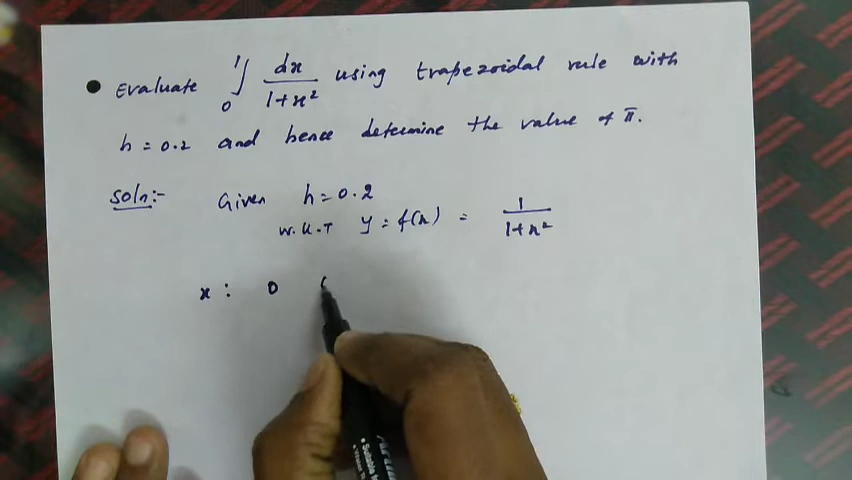 Evaluate ∫₀¹ dx/(1+x²) using trapezoidal rule with
h = 0.2 and hence determine the value of π.
Soln:- Given h = 0.2
W.K.T y = f(x) = 1/(1+x²)
x : 0